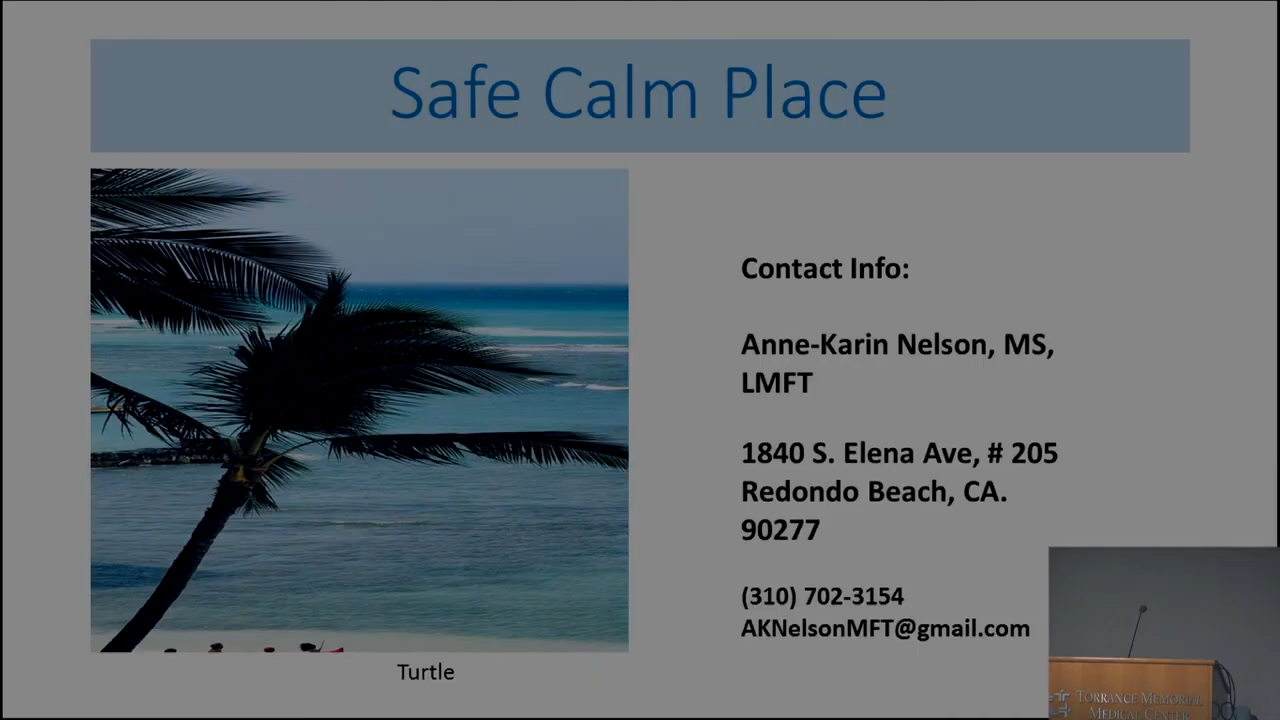 Safe Calm Place
Contact Info:
Anne-Karin Nelson, MS,
LMFT
1840 S. Elena Ave, # 205
Redondo Beach, CA.
90277
(310) 702-3154
AKNelsonMFT@gmail.com
Turtle
TORRANCE MEMORIAL
MEDICAL CENTER